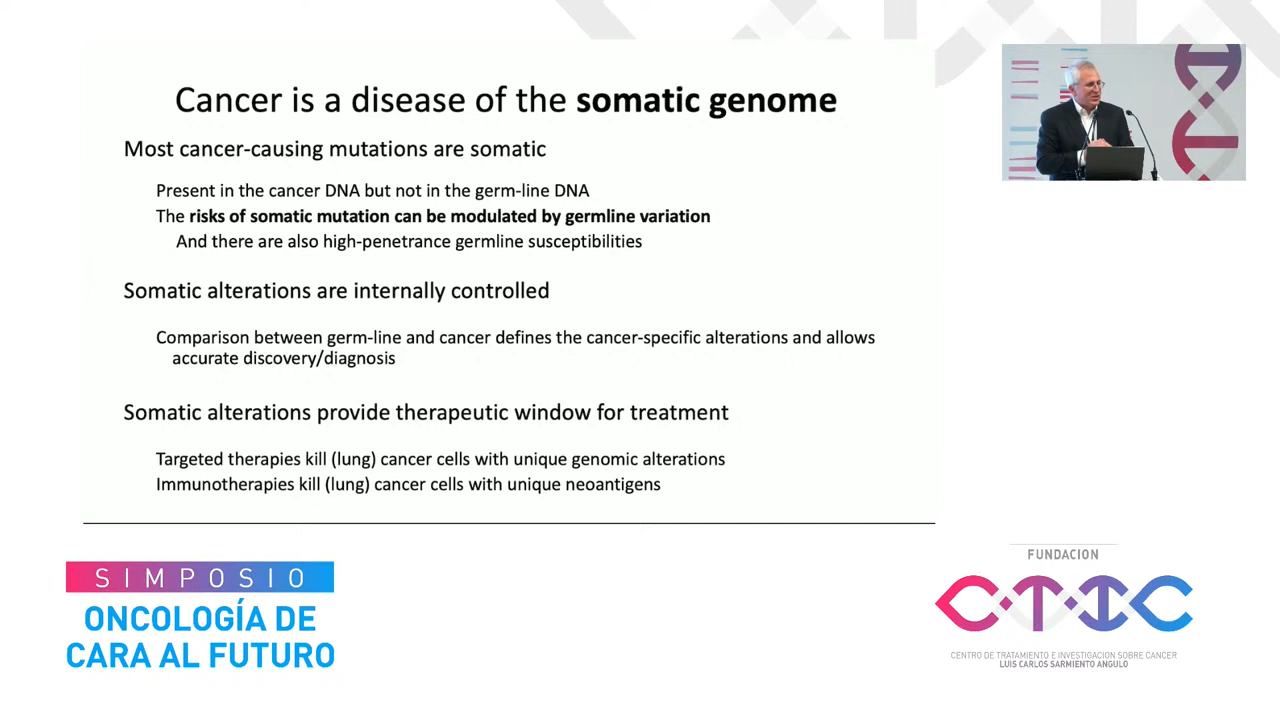 Cancer is a disease of the somatic genome
Most cancer-causing mutations are somatic
Present in the cancer DNA but not in the germ-line DNA
The risks of somatic mutation can be modulated by germline variation
And there are also high-penetrance germline susceptibilities
Somatic alterations are internally controlled
Comparison between germ-line and cancer defines the cancer-specific alterations and allows
accurate discovery/diagnosis
Somatic alterations provide therapeutic window for treatment
Targeted therapies kill (lung) cancer cells with unique genomic alterations
Immunotherapies kill (lung) cancer cells with unique neoantigens
SIMPOSIO
ONCOLOGÍA DE
CARA AL FUTURO
FUNDACION
CTIC
CENTRO DE TRATAMIENTO E INVESTIGACION SOBRE CANCER
LUIS CARLOS SARMIENTO ANGULO